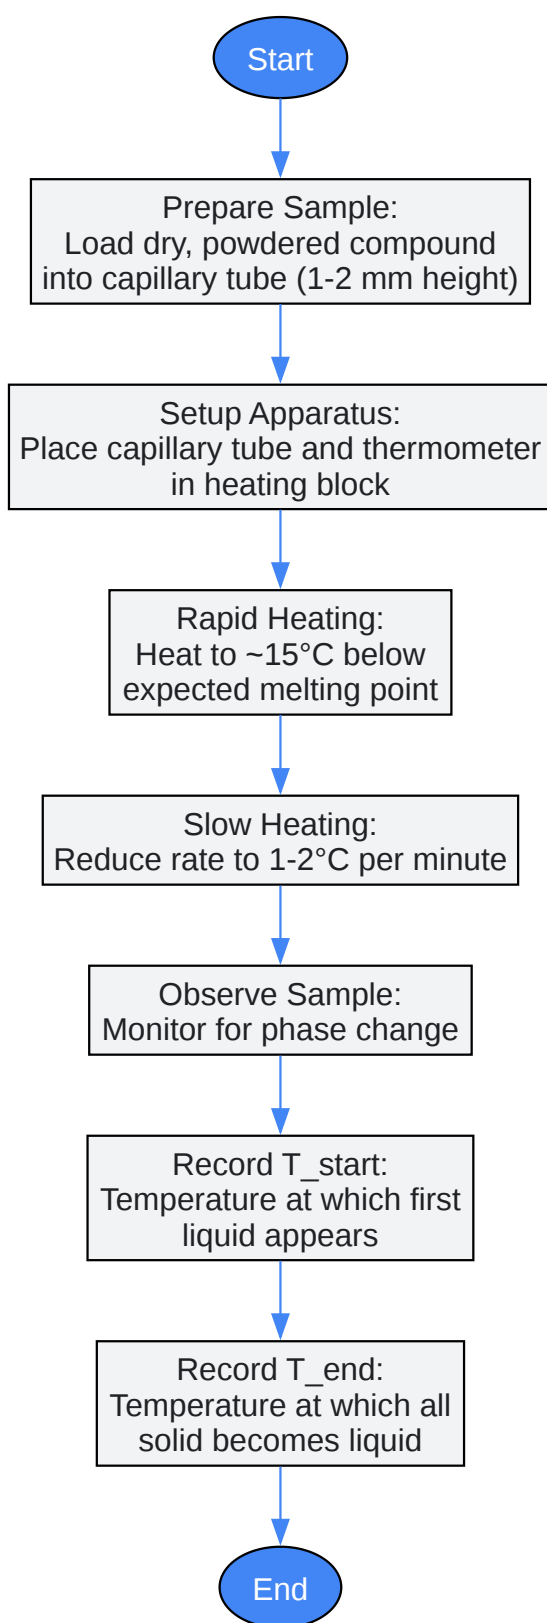 Start
Prepare Sample:
Load dry, powdered compound
into capillary tube (1-2 mm height)
Setup Apparatus:
Place capillary tube and thermometer
in heating block
Rapid Heating:
Heat to ~15°C below
expected melting point
Slow Heating:
Reduce rate to 1-2°C per minute
Observe Sample:
Monitor for phase change
Record T_start:
Temperature at which first
liquid appears
Record T_end:
Temperature at which all
solid becomes liquid
End